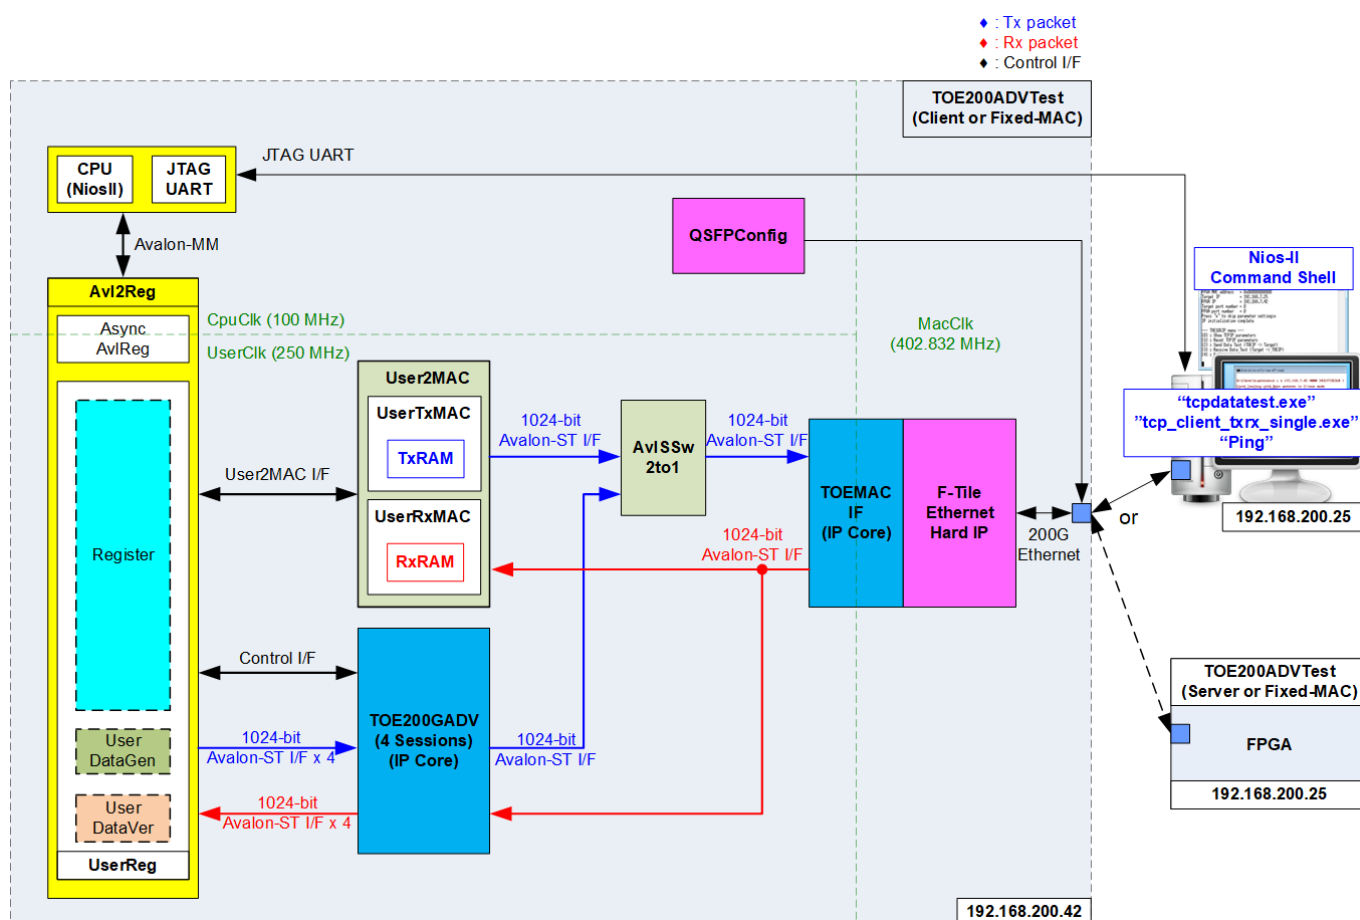 ♦ : Tx packet
♦ : Rx packet
♦ : Control I/F
TOE200ADVTest
(Client or Fixed-MAC)
CPU
(NiosII)
JTAG
UART
JTAG UART
Avalon-MM
QSFPConfig
Nios-II
Command Shell
Avl2Reg
Async
AvlReg
CpuClk (100 MHz)
UserClk (250 MHz)
MacClk
(402.832 MHz)
User2MAC
UserTxMAC
TxRAM
UserRxMAC
RxRAM
User2MAC I/F
1024-bit
Avalon-ST I/F
AvlSSw
2to1
1024-bit
Avalon-ST I/F
TOEMAC
IF
(IP Core)
F-Tile
Ethernet
Hard IP
200G
Ethernet
or
“tcpdatatest.exe”
”tcp_client_txrx_single.exe”
“Ping”
192.168.200.25
1024-bit
Avalon-ST I/F
Register
Control I/F
TOE200GADV
(4 Sessions)
(IP Core)
1024-bit
Avalon-ST I/F x 4
1024-bit
Avalon-ST I/F
1024-bit
Avalon-ST I/F x 4
User
DataGen
User
DataVer
UserReg
TOE200ADVTest
(Server or Fixed-MAC)
FPGA
192.168.200.25
192.168.200.42